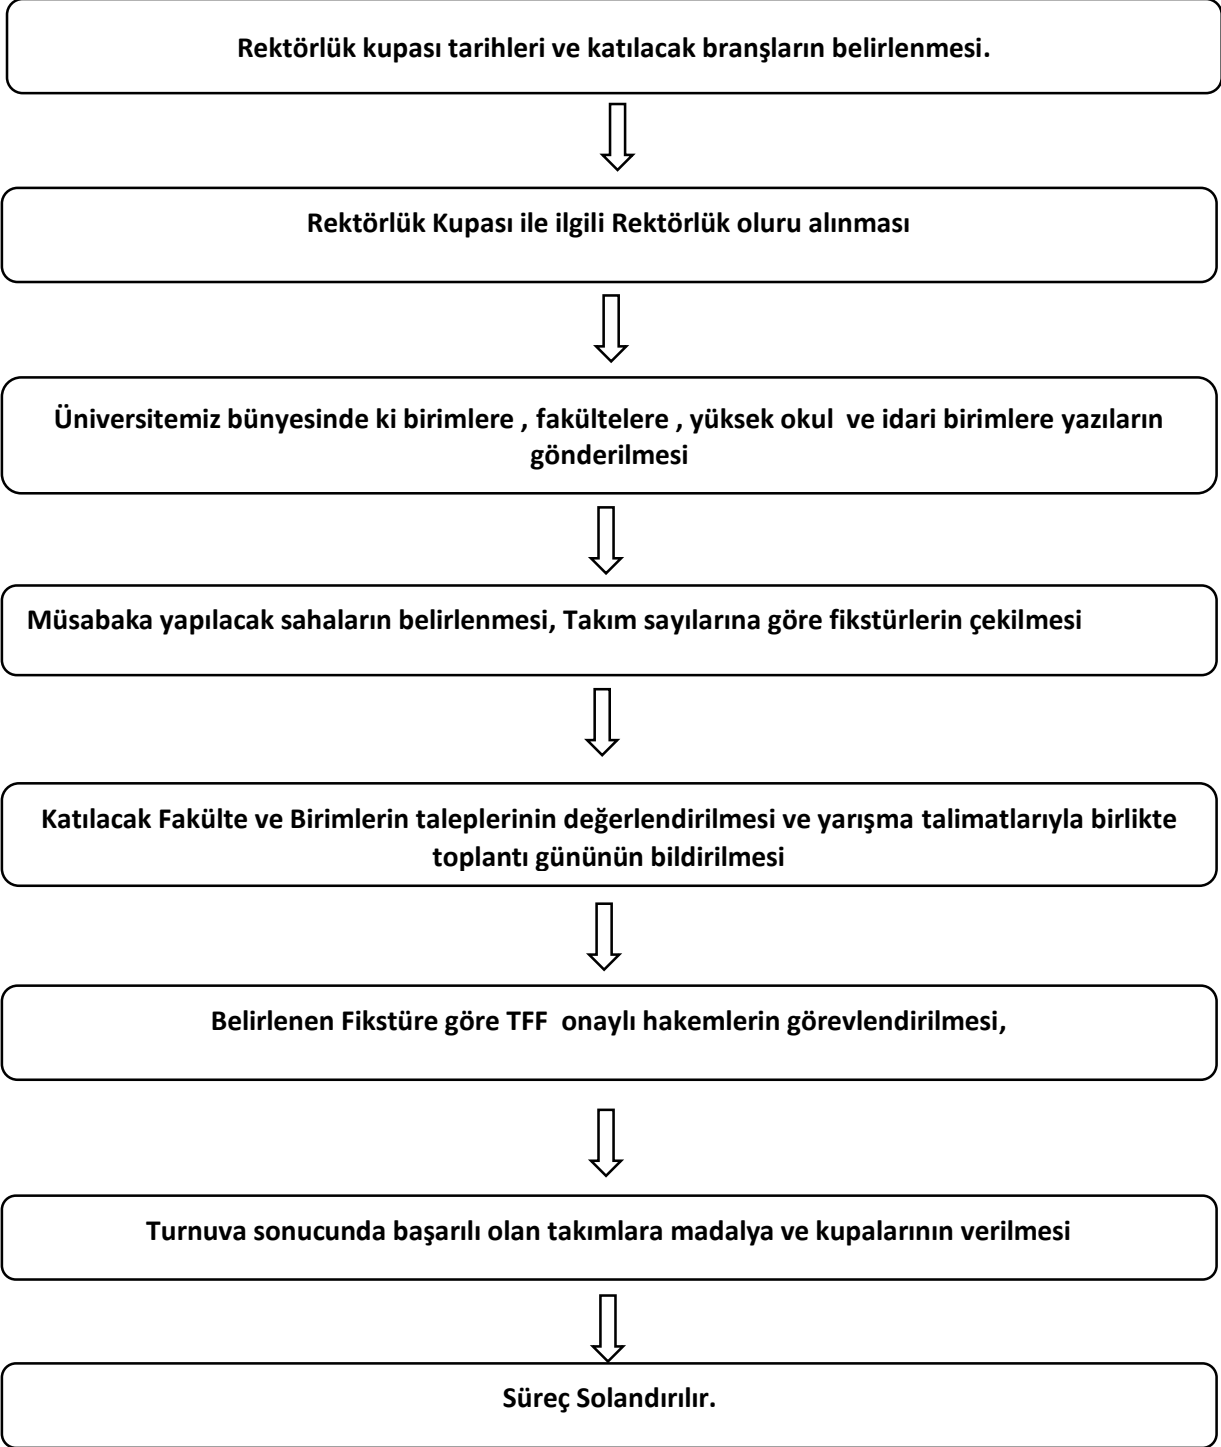 Rektörlük kupası tarihleri ve katılacak branşların belirlenmesi.
Rektörlük Kupası ile ilgili Rektörlük oluru alınması
Üniversitemiz bünyesinde ki birimlere , fakültelere , yüksek okul  ve idari birimlere yazıların
gönderilmesi
Müsabaka yapılacak sahaların belirlenmesi, Takım sayılarına göre fikstürlerin çekilmesi
Katılacak Fakülte ve Birimlerin taleplerinin değerlendirilmesi ve yarışma talimatlarıyla birlikte
toplantı gününün bildirilmesi
Belirlenen Fikstüre göre TFF  onaylı hakemlerin görevlendirilmesi,
Turnuva sonucunda başarılı olan takımlara madalya ve kupalarının verilmesi
Süreç Solandırılır.